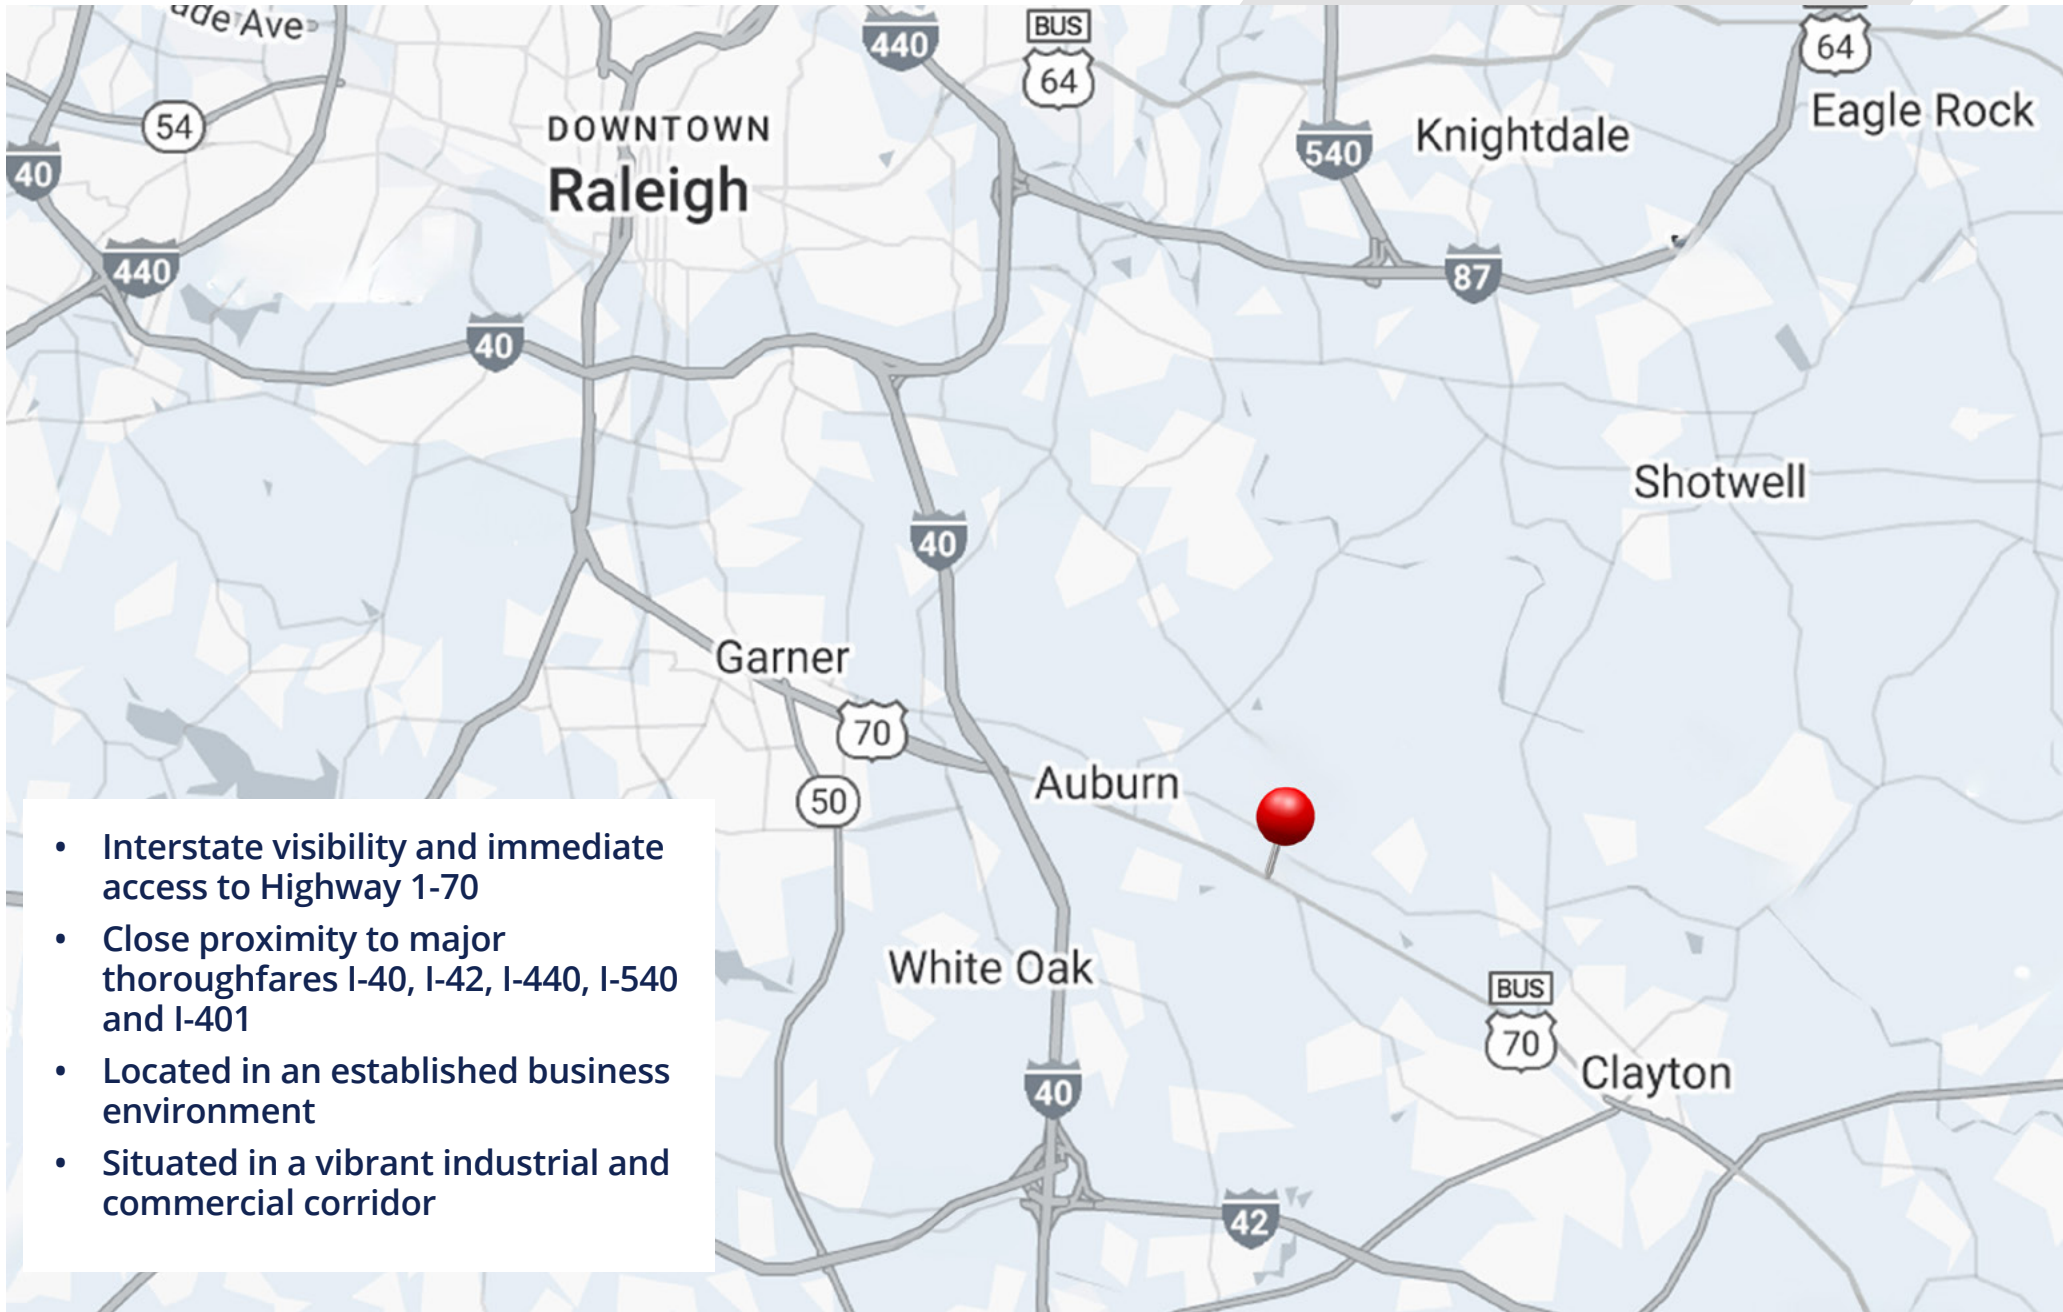 ade Ave
440
BUS
64
64
Eagle Rock
54
DOWNTOWN
Raleigh
540
Knightdale
40
440
87
40
Shotwell
40
Garner
70
Auburn
50
• Interstate visibility and immediate
access to Highway 1-70
• Close proximity to major
thoroughfares I-40, I-42, I-440, I-540
and I-401
• Located in an established business
environment
• Situated in a vibrant industrial and
commercial corridor
White Oak
BUS
70
Clayton
40
42